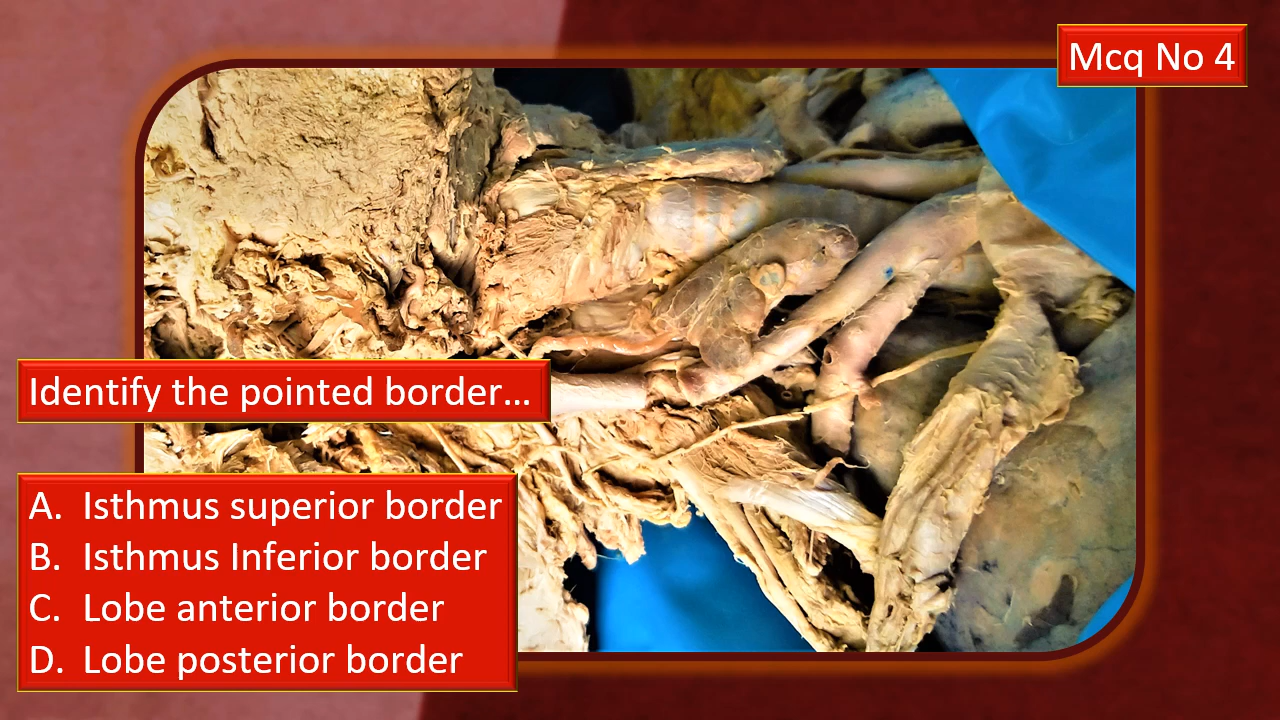 Mcq No 4
Identify the pointed border...
A. Isthmus superior border
B. Isthmus Inferior border
C. Lobe anterior border
D. Lobe posterior border